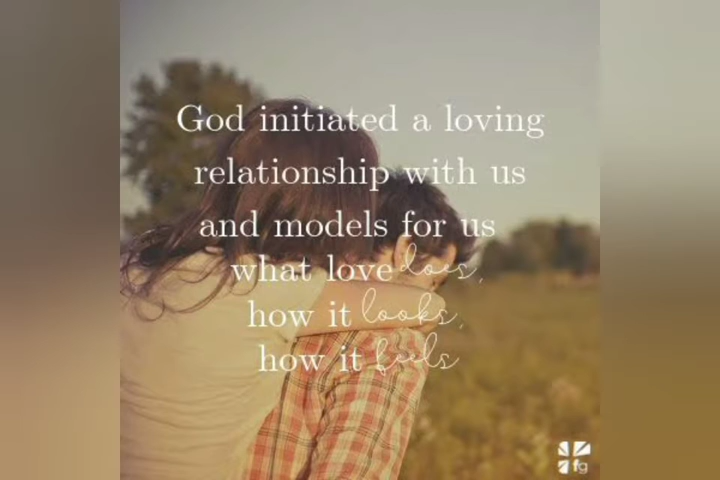 God initiated a loving
relationship with us
and models for us
what love does,
how it looks,
how it feels
fg